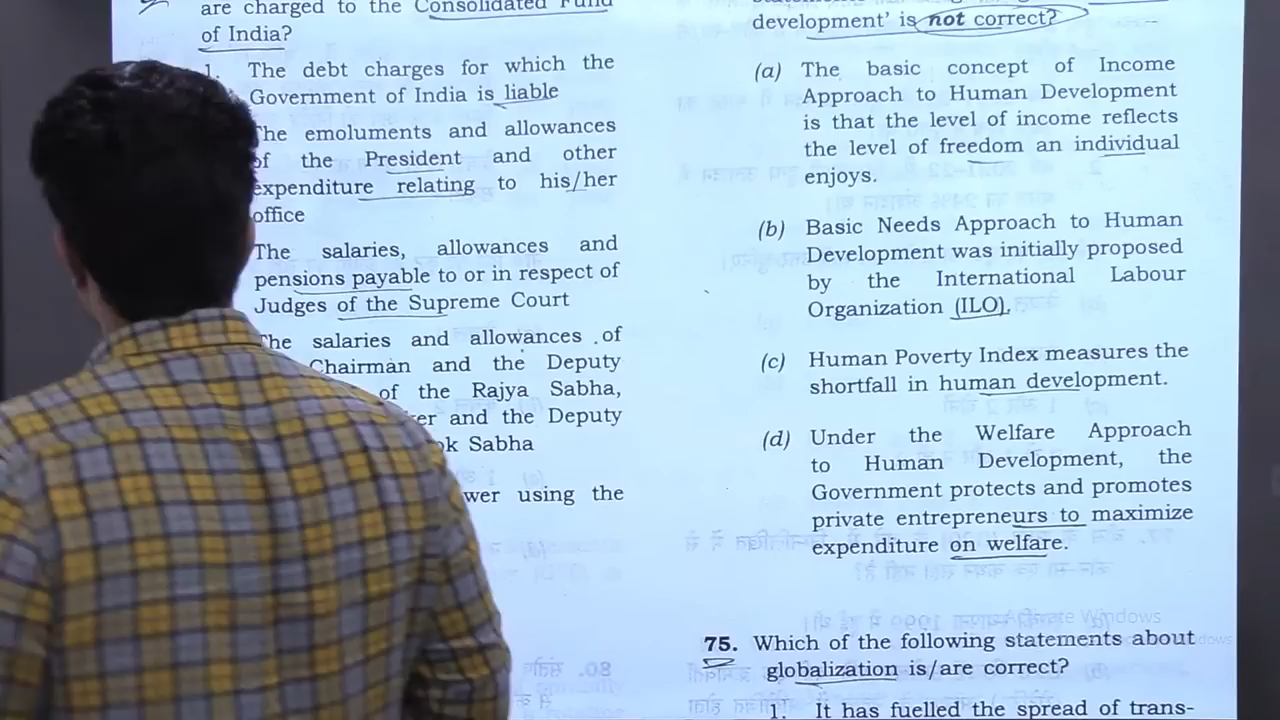 are charged to the Consolidated Fund
of India?
1. The debt charges for which the
Government of India is liable
The emoluments and allowances
of the President and other
expenditure relating to his/her
office
The salaries, allowances and
pensions payable to or in respect of
Judges of the Supreme Court
The salaries and allowances of
Chairman and the Deputy
of the Rajya Sabha,
and the Deputy
Sabha
using the
development' is not correct?
(a) The basic concept of Income
Approach to Human Development
is that the level of income reflects
the level of freedom an individual
enjoys.
(b) Basic Needs Approach to Human
Development was initially proposed
by the International Labour
Organization (ILO).
(c) Human Poverty Index measures the
shortfall in human development.
(d) Under the Welfare Approach
to Human Development, the
Government protects and promotes
private entrepreneurs to maximize
expenditure on welfare.
75. Which of the following statements about
globalization is/are correct?
1. It has fuelled the spread of trans-